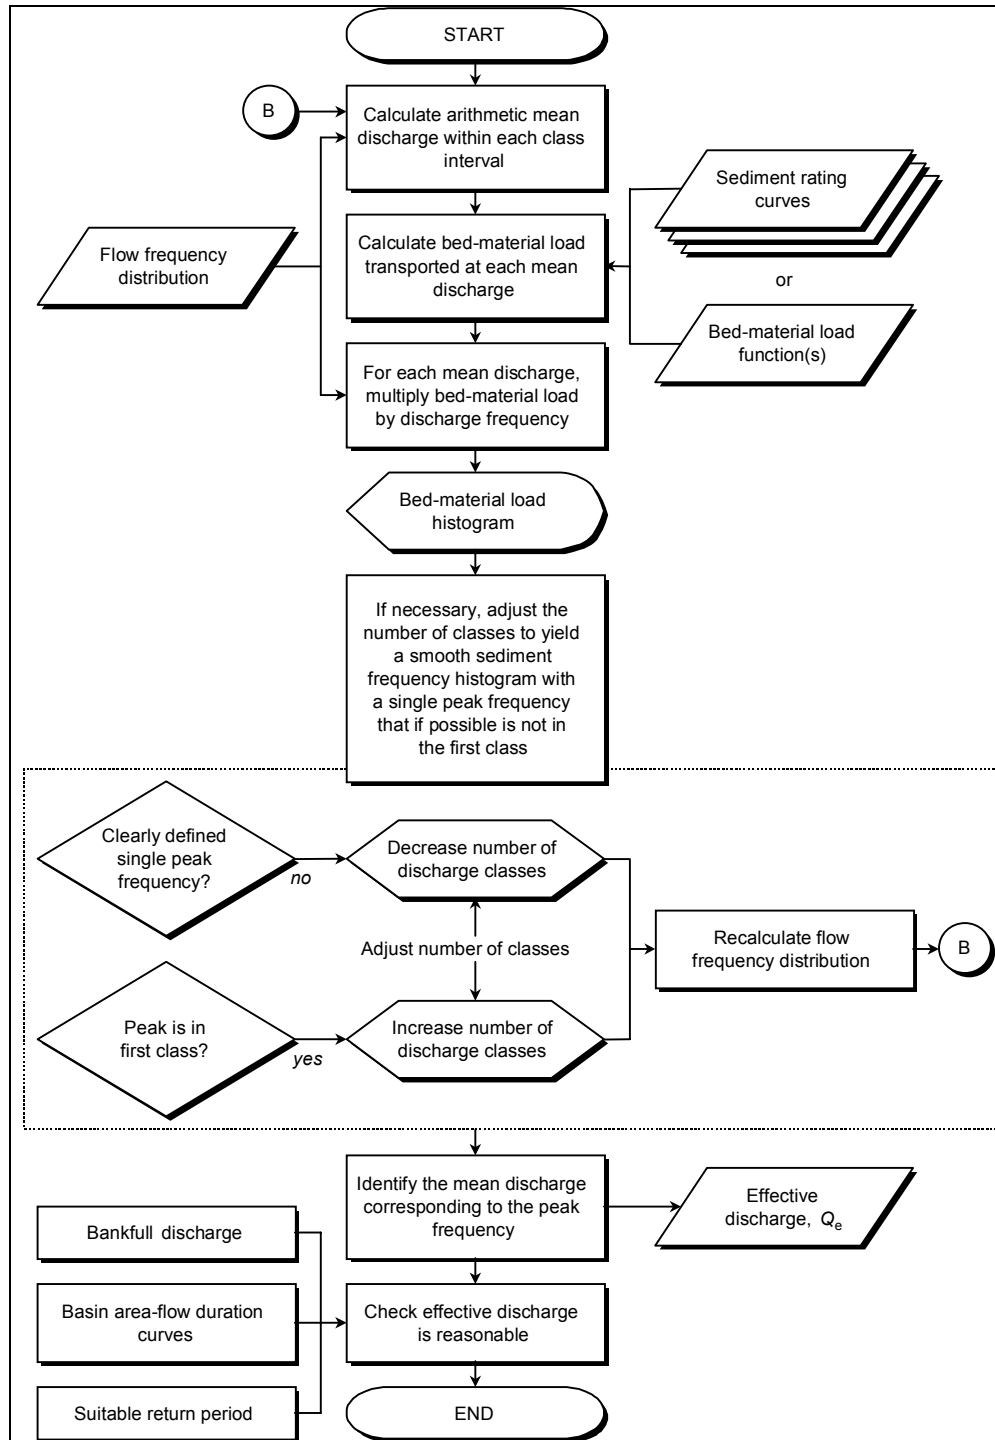 START
B
Calculate arithmetic mean
discharge within each class
interval
Sediment rating
curves
Flow frequency
distribution
Calculate bed-material load
transported at each mean
discharge
or
Bed-material load
function(s)
For each mean discharge,
multiply bed-material load
by discharge frequency
Bed-material load
histogram
If necessary, adjust the
number of classes to yield
a smooth sediment
frequency histogram with
a single peak frequency
that if possible is not in
the first class
Clearly defined
single peak
frequency?
no
Decrease number of
discharge classes
Adjust number of classes
Recalculate flow
frequency distribution
B
Peak is in
first class?
yes
Increase number of
discharge classes
Identify the mean discharge
corresponding to the peak
frequency
Effective
discharge, Qe
Bankfull discharge
Basin area-flow duration
curves
Check effective discharge
is reasonable
Suitable return period
END